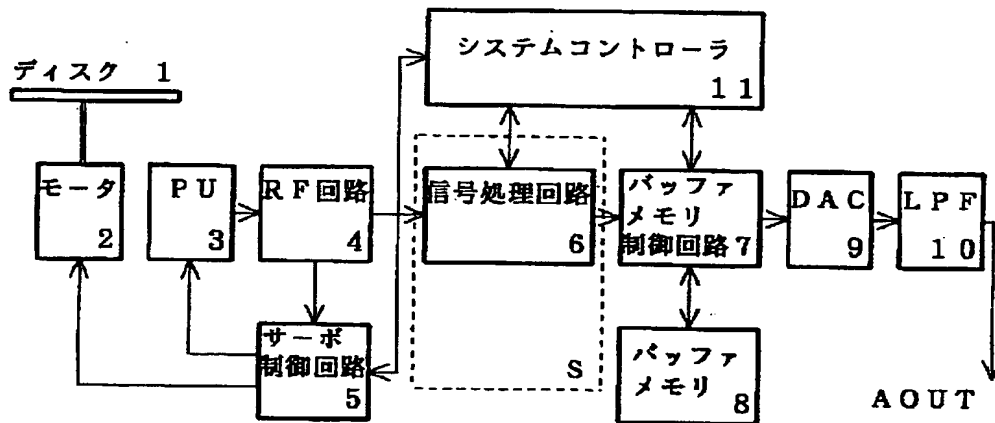 システムコントローラ
11
ディスク 1
モータ
2
PU
3
RF回路
4
信号処理回路
6
バッファ
メモリ
制御回路7
DAC
9
LPF
10
サーボ
制御回路
5
S
バッファ
メモリ
8
AOUT